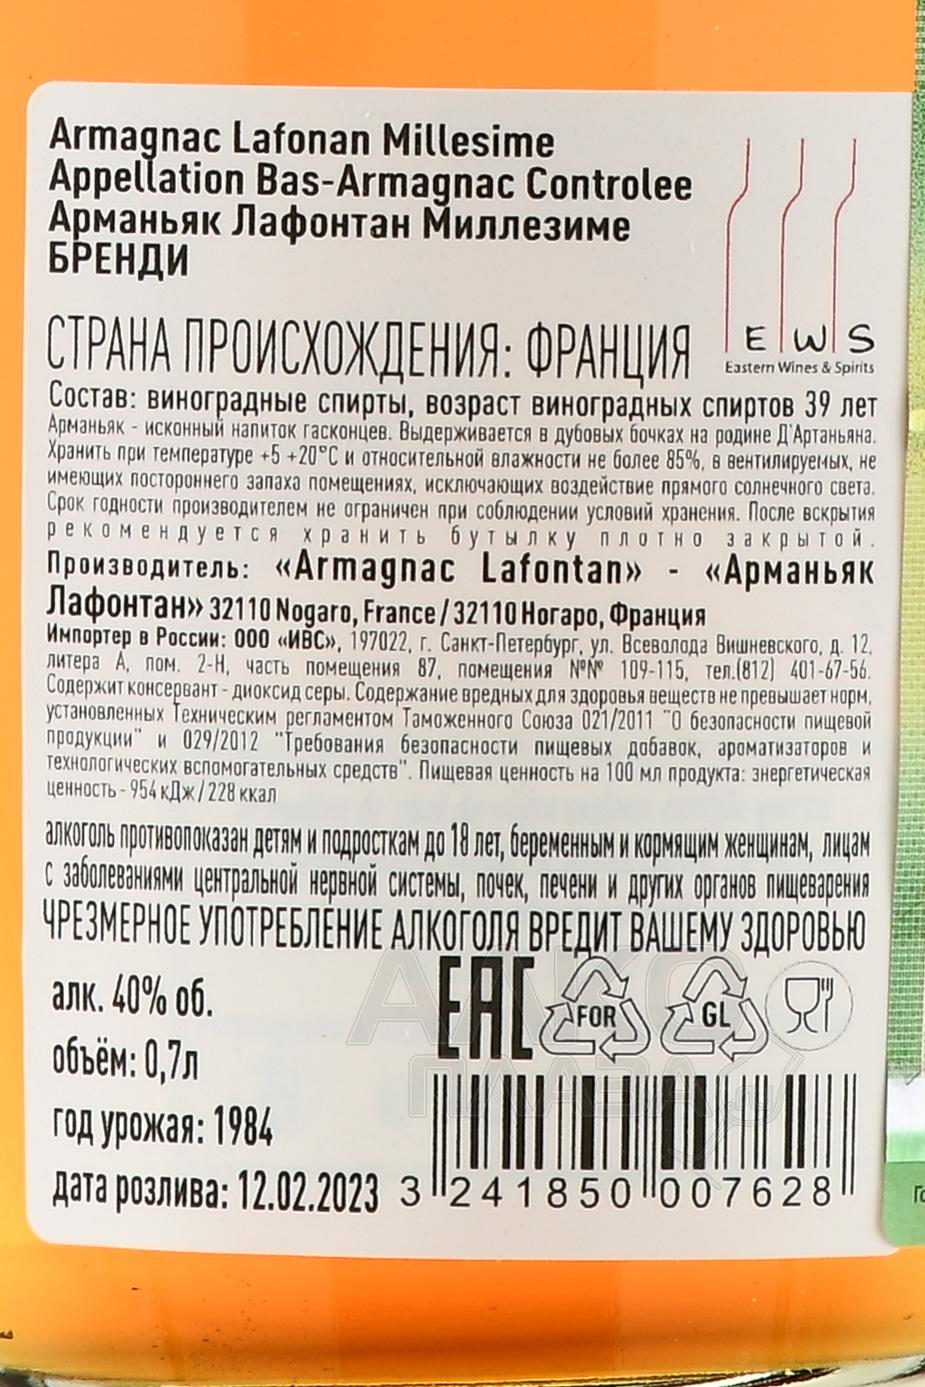 Armagnac Lafonan Millesime
Appellation Bas-Armagnac Controlee
Арманьяк Лафонтан Миллезиме
БРЕНДИ
E W S
Eastern Wines & Spirits
СТРАНА ПРОИСХОЖДЕНИЯ: ФРАНЦИЯ
Состав: виноградные спирты, возраст виноградных спиртов 39 лет
Арманьяк - исконный напиток гасконцев. Выдерживается в дубовых бочках на родине Д'Артаньяна.
Хранить при температуре +5 +20°С и относительной влажности не более 85%, в вентилируемых, не
имеющих постороннего запаха помещениях, исключающих воздействие прямого солнечного света.
Срок годности производителем не ограничен при соблюдении условий хранения. После вскрытия
рекомендуется хранить бутылку плотно закрытой.
Производитель: «Armagnac Lafontan» - «Арманьяк
Лафонтан» 32110 Nogaro, France / 32110 Ногаро, Франция
Импортер в России: ООО «ИВС», 197022, г. Санкт-Петербург, ул. Всеволода Вишневского, д. 12,
литера А, пом. 2-Н, часть помещения 87, помещения №№ 109-115, тел.(812) 401-67-56.
Содержит консервант - диоксид серы. Содержание вредных для здоровья веществ не превышает норм,
установленных Техническим регламентом Таможенного Союза 021/2011 "О безопасности пищевой
продукции" и 029/2012 "Требования безопасности пищевых добавок, ароматизаторов и
технологических вспомогательных средств". Пищевая ценность на 100 мл продукта: энергетическая
ценность - 954 кДж / 228 ккал
алкоголь противопоказан детям и подросткам до 18 лет, беременным и кормящим женщинам, лицам
с заболеваниями центральной нервной системы, почек, печени и других органов пищеварения
ЧРЕЗМЕРНОЕ УПОТРЕБЛЕНИЕ АЛКОГОЛЯ ВРЕДИТ ВАШЕМУ ЗДОРОВЬЮ
алк. 40% об.
объём: 0,7л
год урожая: 1984
дата розлива: 12.02.2023
EAC
FOR
GL
3 241850 007628
АЛКО
ПЛАЗА.ru